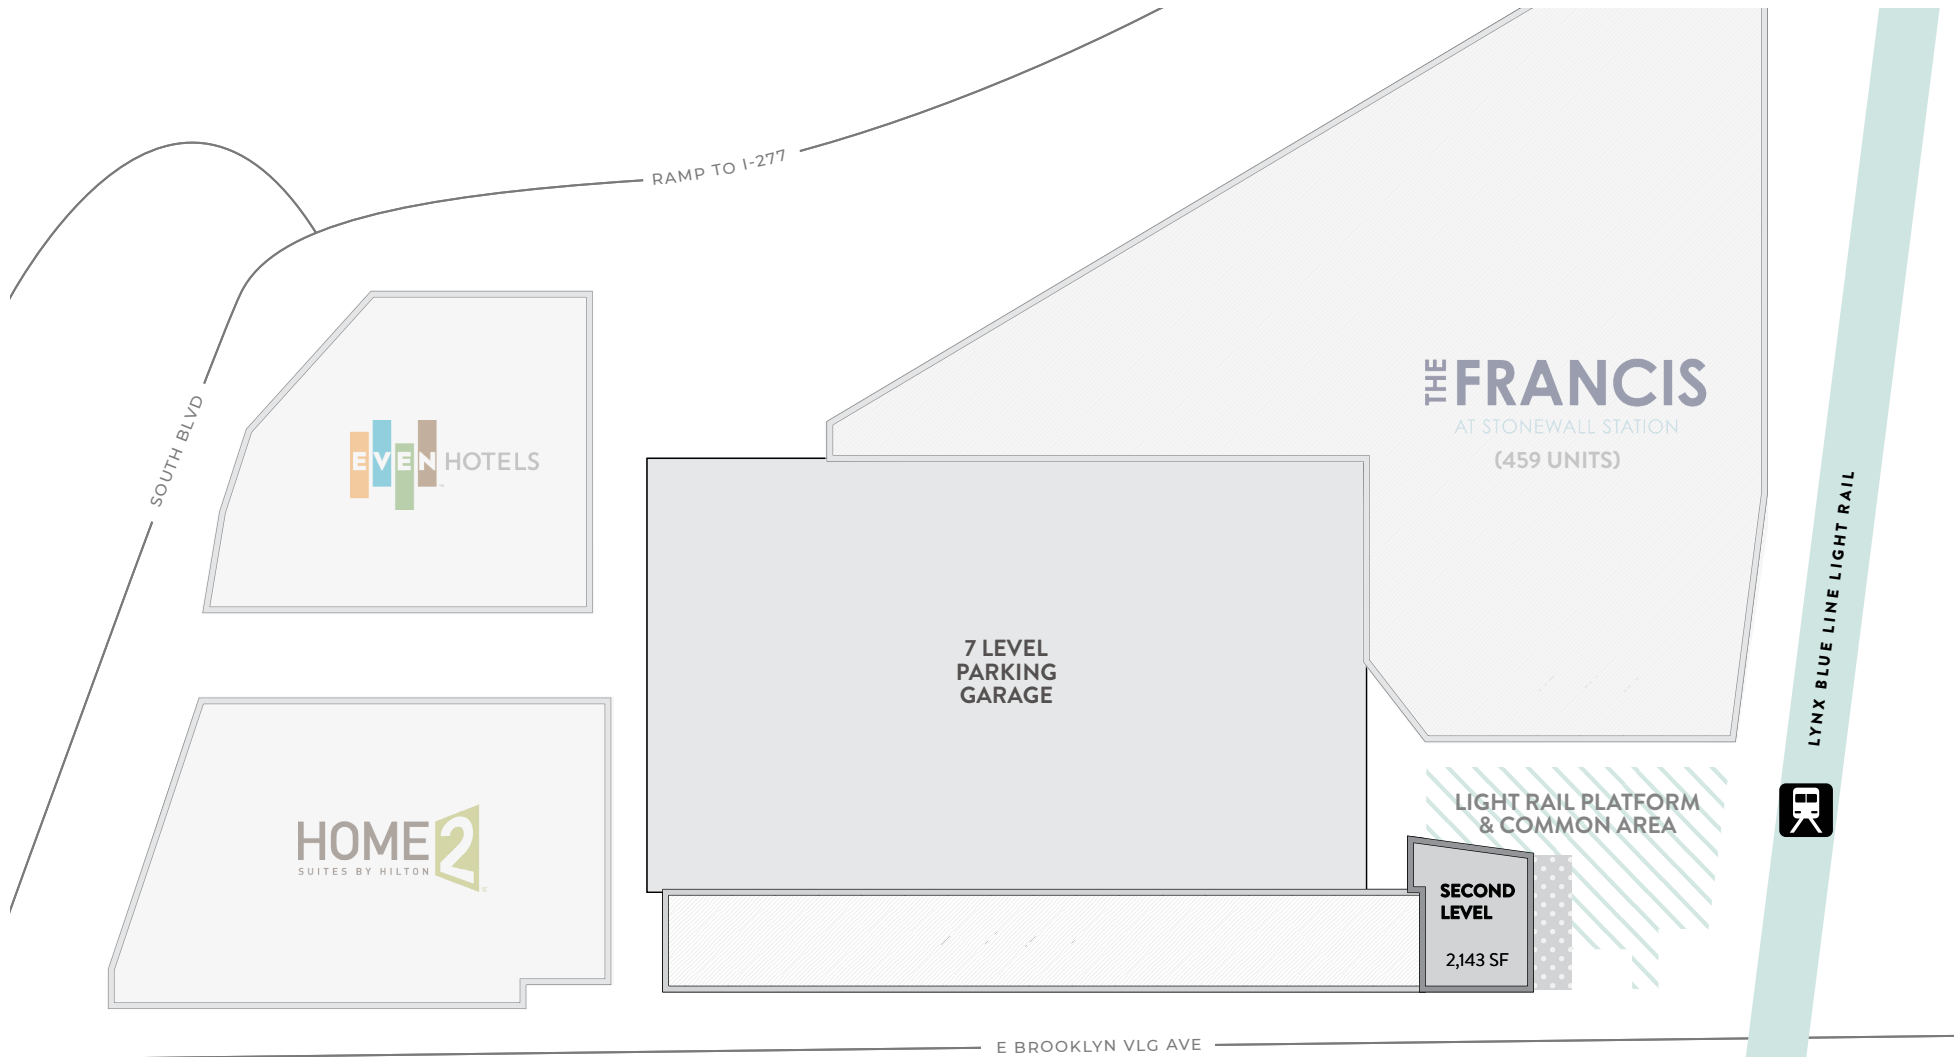 RAMP TO I-277
SOUTH BLVD
EVEN HOTELS
THE FRANCIS
AT STONEWALL STATION
(459 UNITS)
LYNX BLUE LINE LIGHT RAIL
7 LEVEL
PARKING
GARAGE
HOME2
SUITES BY HILTON
LIGHT RAIL PLATFORM
& COMMON AREA
SECOND
LEVEL
2,143 SF
E BROOKLYN VLG AVE